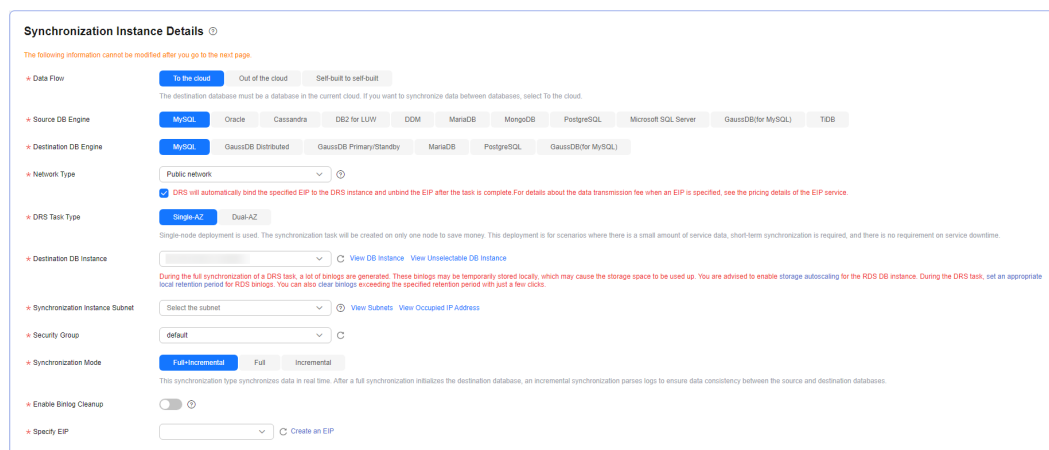 Synchronization Instance Details
The following information cannot be modified after you go to the next page.
* Data Flow To the cloud Out of the cloud Self-built to self-built
The destination database must be a database in the current cloud. If you want to synchronize data between databases, select To the cloud.
* Source DB Engine MySQL Oracle Cassandra DB2 for LUW DDM MariaDB MongoDB PostgreSQL Microsoft SQL Server GaussDB(for MySQL) TiDB
* Destination DB Engine MySQL GaussDB Distributed GaussDB Primary/Standby MariaDB PostgreSQL GaussDB(for MySQL)
* Network Type Public network
DRS will automatically bind the specified EIP to the DRS instance and unbind the EIP after the task is complete.For details about the data transmission fee when an EIP is specified, see the pricing details of the EIP service.
* DRS Task Type Single-AZ Dual-AZ
Single-node deployment is used. The synchronization task will be created on only one node to save money. This deployment is for scenarios where there is a small amount of service data, short-term synchronization is required, and there is no requirement on service downtime.
* Destination DB Instance View DB Instance View Unselectable DB Instance
During the full synchronization of a DRS task, a lot of binlogs are generated. These binlogs may be temporarily stored locally, which may cause the storage space to be used up. You are advised to enable storage autoscaling for the RDS DB instance. During the DRS task, set an appropriate
local retention period for RDS binlogs. You can also clear binlogs exceeding the specified retention period with just a few clicks.
* Synchronization Instance Subnet Select the subnet View Subnets View Occupied IP Address
* Security Group default
* Synchronization Mode Full+Incremental Full Incremental
This synchronization type synchronizes data in real time. After a full synchronization initializes the destination database, an incremental synchronization parses logs to ensure data consistency between the source and destination databases.
* Enable Binlog Cleanup
* Specify EIP Create an EIP